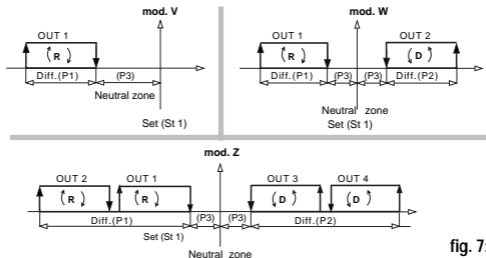 mod. V
OUT 1
R
Diff.(P1) (P3)
Neutral zone
Set (St 1)
mod. W
OUT 1 OUT 2
R D
Diff.(P1) (P3) (P3) Diff.(P2)
Neutral zone
Set (St 1)
mod. Z
OUT 2 OUT 1 OUT 3 OUT 4
R R D D
Diff.(P1) (P3) (P3) Diff.(P2)
Set (St 1)
Neutral zone